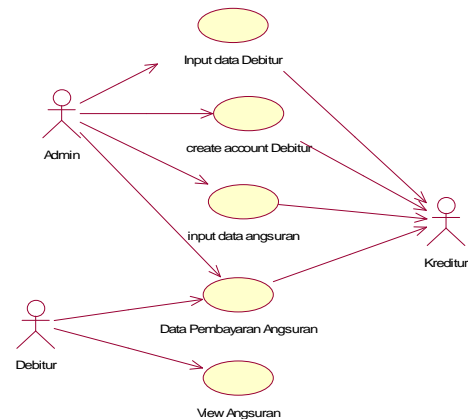 Input data Debitur
Admin
create account Debitur
input data angsuran
Kreditur
Data Pembayaran Angsuran
Debitur
View Angsuran